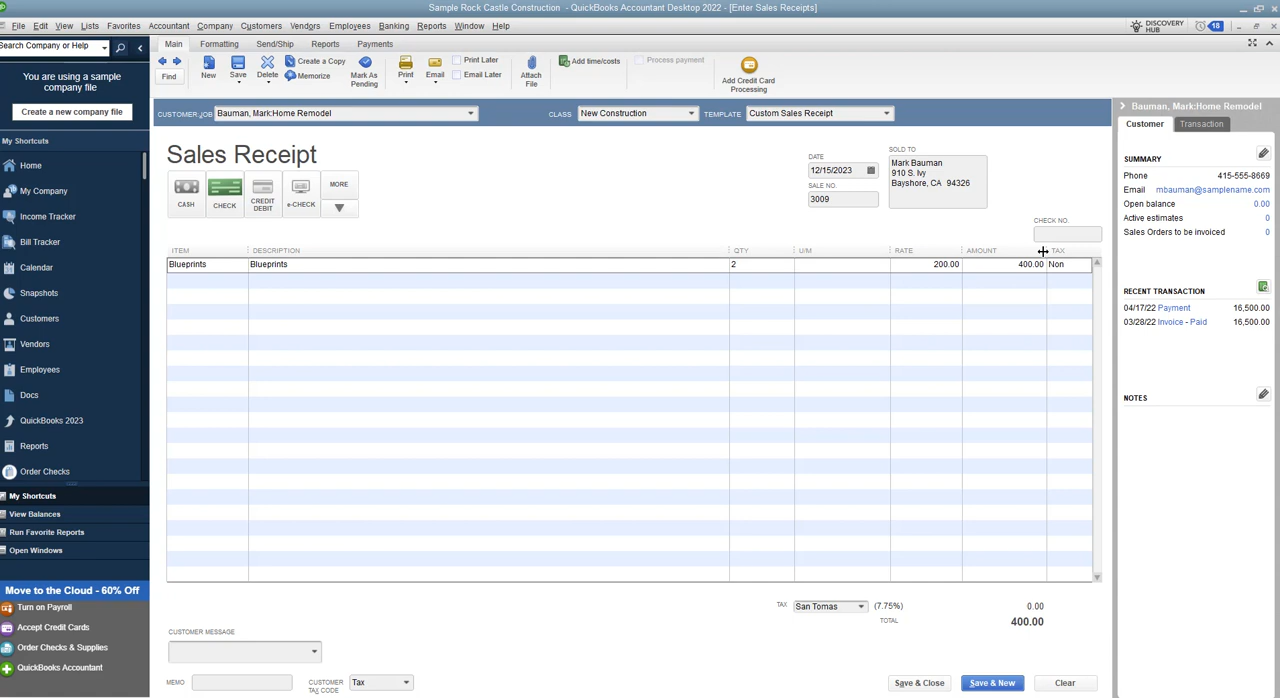 Sample Rock Castle Construction - QuickBooks Accountant Desktop 2022 - [Enter Sales Receipts]
File Edit View Lists Favorites Accountant Company Customers Vendors Employees Banking Reports Window Help
DISCOVERY HUB 18
Search Company or Help
Main Formatting Send/Ship Reports Payments
Find New Save Delete Create a Copy Memorize Mark As Pending Print Email Print Later Email Later Attach File Add time/costs Process payment Add Credit Card Processing
You are using a sample company file
Create a new company file
My Shortcuts
Home
My Company
Income Tracker
Bill Tracker
Calendar
Snapshots
Customers
Vendors
Employees
Docs
QuickBooks 2023
Reports
Order Checks
My Shortcuts
View Balances
Run Favorite Reports
Open Windows
Move to the Cloud - 60% Off
Turn on Payroll
Accept Credit Cards
Order Checks & Supplies
QuickBooks Accountant
CUSTOMER:JOB Bauman, Mark:Home Remodel CLASS New Construction TEMPLATE Custom Sales Receipt
Sales Receipt
CASH CHECK CREDIT DEBIT e-CHECK MORE
DATE
12/15/2023
SALE NO.
3009
SOLD TO
Mark Bauman
910 S. Ivy
Bayshore, CA 94326
CHECK NO.
ITEM DESCRIPTION QTY U/M RATE AMOUNT TAX
Blueprints Blueprints 2 200.00 400.00 Non
TAX San Tomas (7.75%) 0.00
TOTAL 400.00
CUSTOMER MESSAGE
MEMO CUSTOMER TAX CODE Tax
Save & Close Save & New Clear
Bauman, Mark:Home Remodel
Customer Transaction
SUMMARY
Phone 415-555-8669
Email mbauman@samplename.com
Open balance 0.00
Active estimates 0
Sales Orders to be invoiced 0
RECENT TRANSACTION
04/17/22 Payment 16,500.00
03/28/22 Invoice - Paid 16,500.00
NOTES